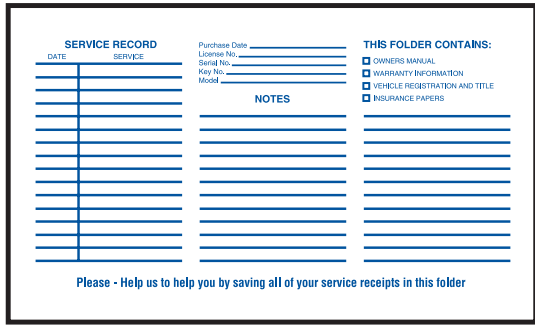 SERVICE RECORD
DATE SERVICE
Purchase Date
License No.
Serial No.
Key No.
Model
NOTES
THIS FOLDER CONTAINS:
OWNERS MANUAL
WARRANTY INFORMATION
VEHICLE REGISTRATION AND TITLE
INSURANCE PAPERS
Please - Help us to help you by saving all of your service receipts in this folder